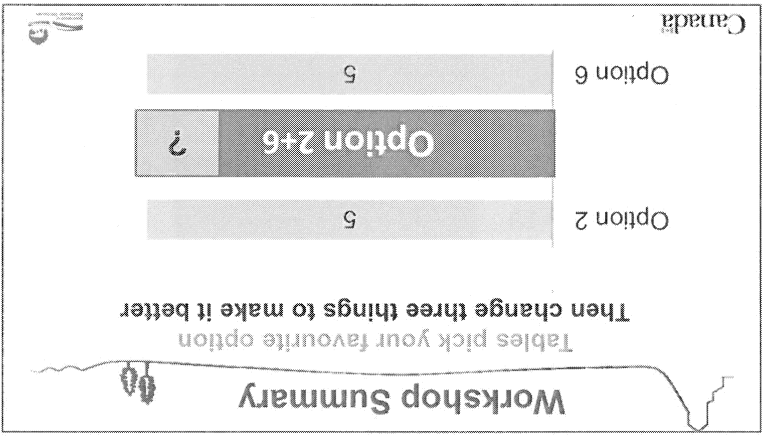 Workshop Summary
Tables pick your favourite option
Then change three things to make it better
Option 2
5
Option 2+6
?
Option 6
5
Canada